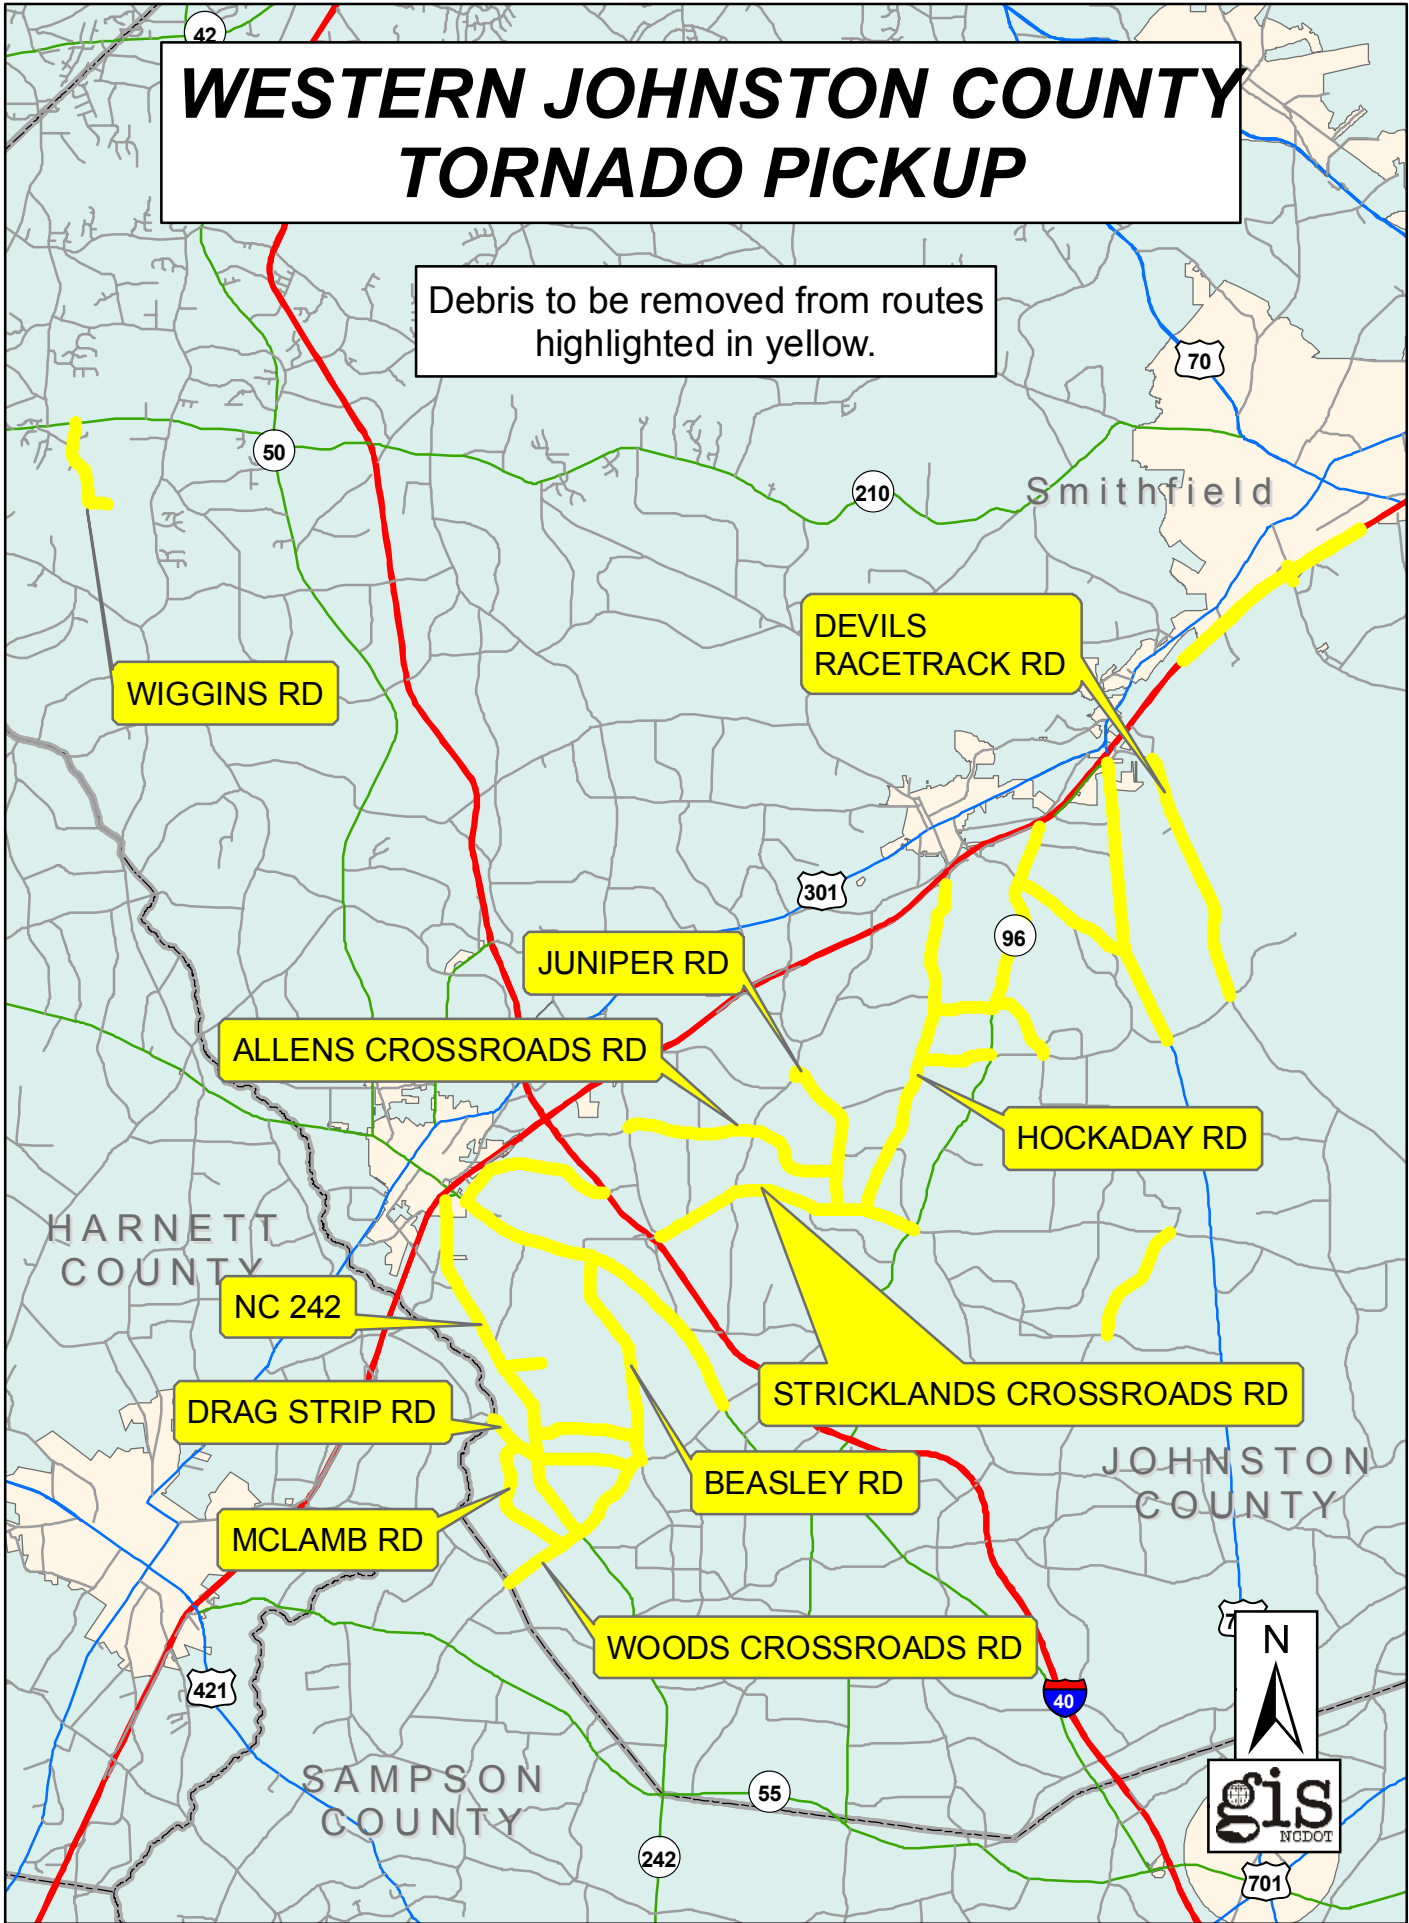 42
WESTERN JOHNSTON COUNTY
TORNADO PICKUP
Debris to be removed from routes
highlighted in yellow.
70
50
210
Smithfield
DEVILS
RACETRACK RD
WIGGINS RD
301
96
JUNIPER RD
ALLENS CROSSROADS RD
HOCKADAY RD
HARNETT
COUNTY
NC 242
STRICKLANDS CROSSROADS RD
DRAG STRIP RD
BEASLEY RD
JOHNSTON
COUNTY
MCLAMB RD
WOODS CROSSROADS RD
N
421
40
SAMPSON
COUNTY
55
gis
NCDOT
242
701